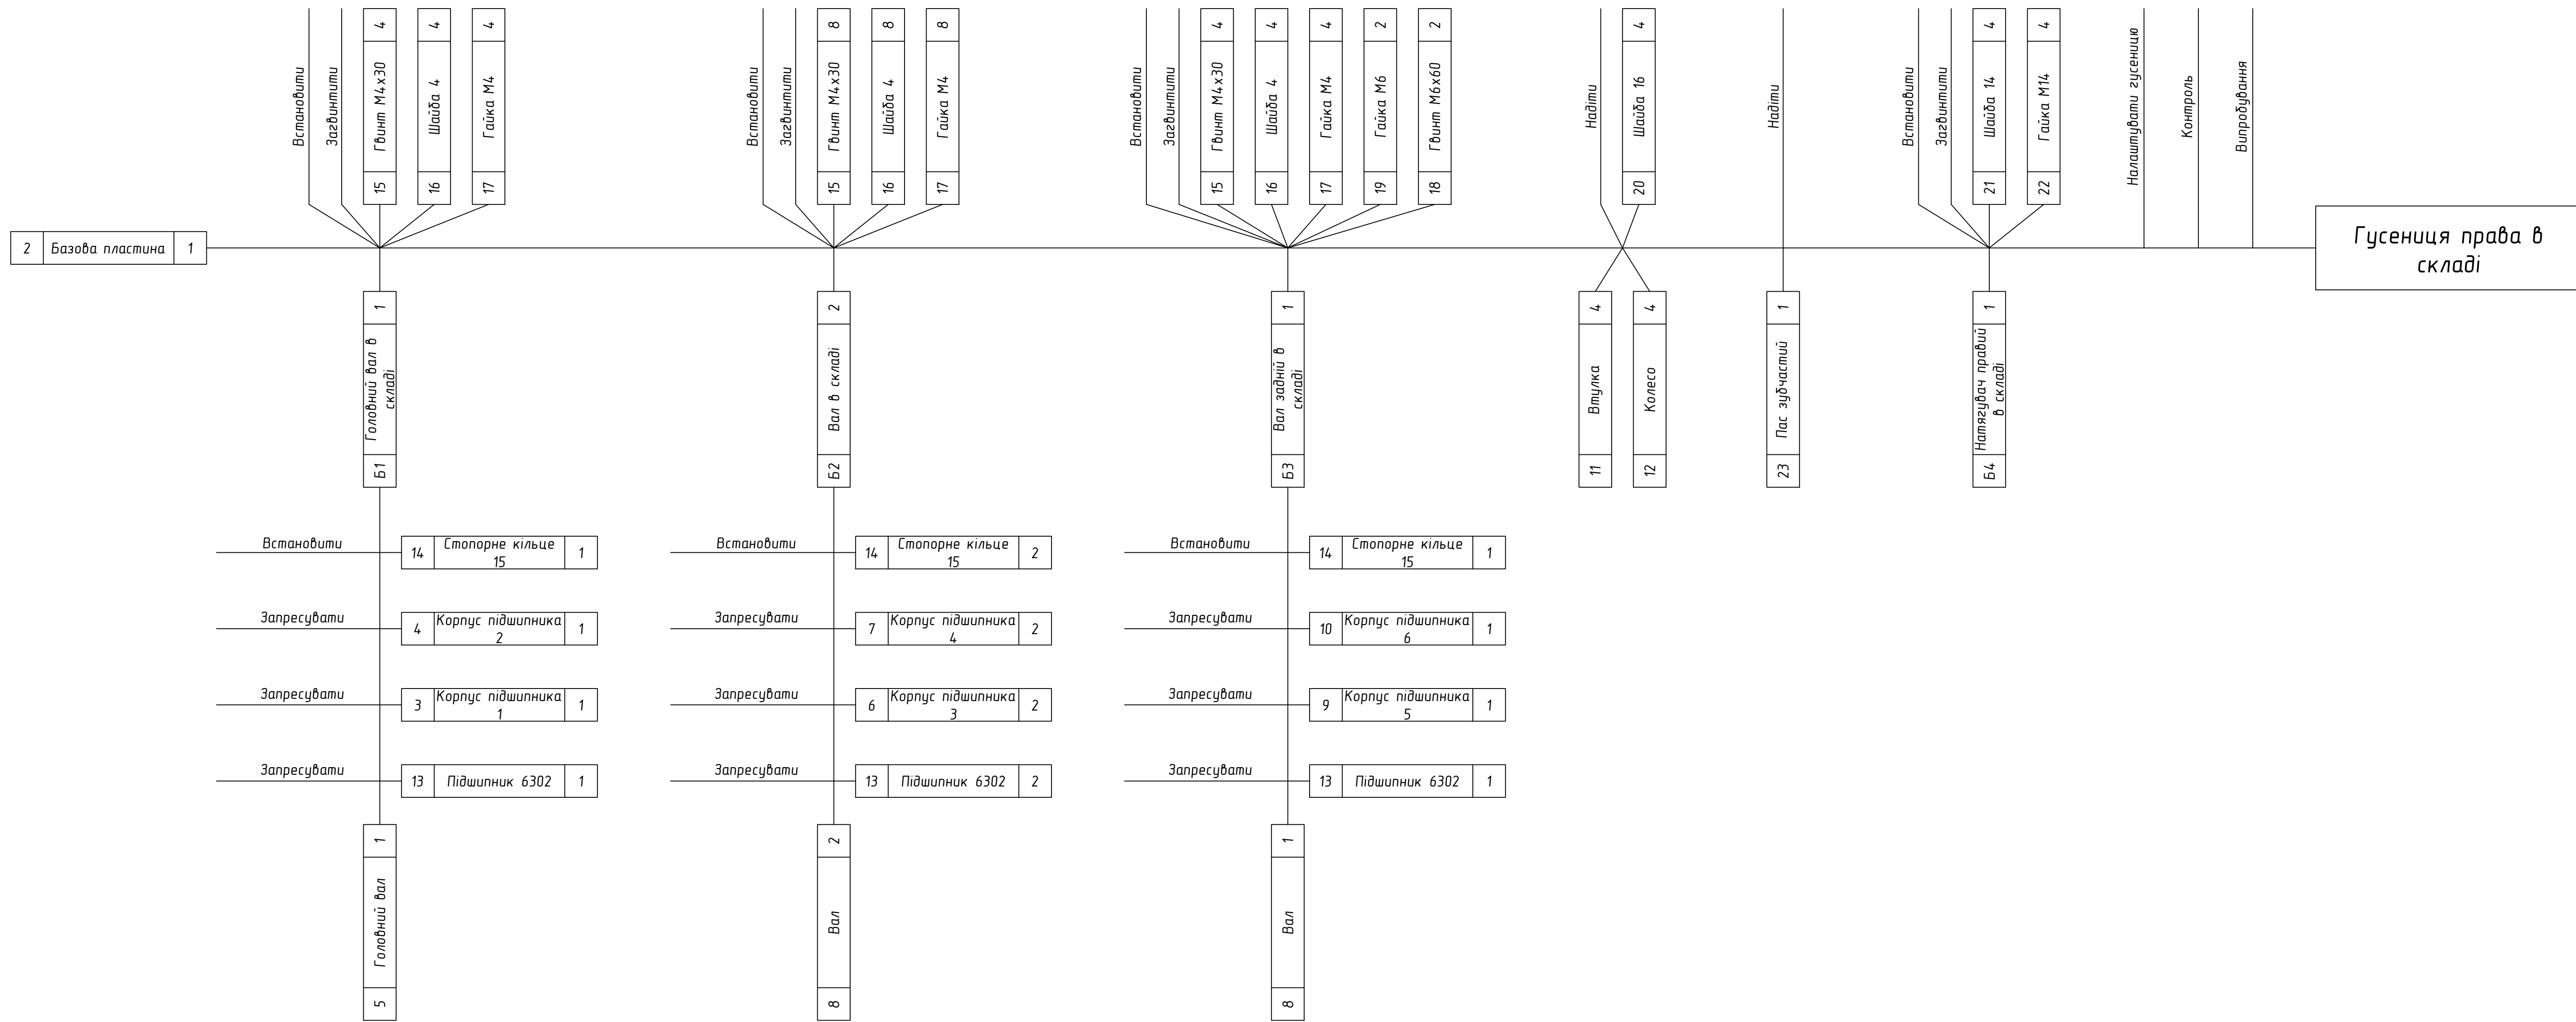 Встановити
Загвинтити
4
Гвинт М4х30
15
4
Шайба 4
16
4
Гайка М4
17
Встановити
Загвинтити
8
Гвинт М4х30
15
8
Шайба 4
16
8
Гайка М4
17
Встановити
Загвинтити
4
Гвинт М4х30
15
4
Шайба 4
16
4
Гайка М4
17
2
Гайка М6
19
2
Гвинт М6х60
18
Надіти
4
Шайба 16
20
Надіти
Встановити
Загвинтити
4
Шайба 14
21
4
Гайка М14
22
Налаштувати гусеницю
Контроль
Випробування
2 Базова пластина 1
Гусениця права в
складі
1
Головний вал в
складі
Б1
2
Вал в складі
Б2
1
Вал задній в
складі
Б3
4
Втулка
11
4
Колесо
12
1
Пас зубчастий
23
1
Натягувач правий
в складі
Б4
Встановити
14 Стопорне кільце 1
15
Запресувати
4 Корпус підшипника 1
2
Запресувати
3 Корпус підшипника 1
1
Запресувати
13 Підшипник 6302 1
1
Головний вал
5
Встановити
14 Стопорне кільце 2
15
Запресувати
7 Корпус підшипника 2
4
Запресувати
6 Корпус підшипника 2
3
Запресувати
13 Підшипник 6302 2
2
Вал
8
Встановити
14 Стопорне кільце 1
15
Запресувати
10 Корпус підшипника 1
6
Запресувати
9 Корпус підшипника 1
5
Запресувати
13 Підшипник 6302 1
1
Вал
8